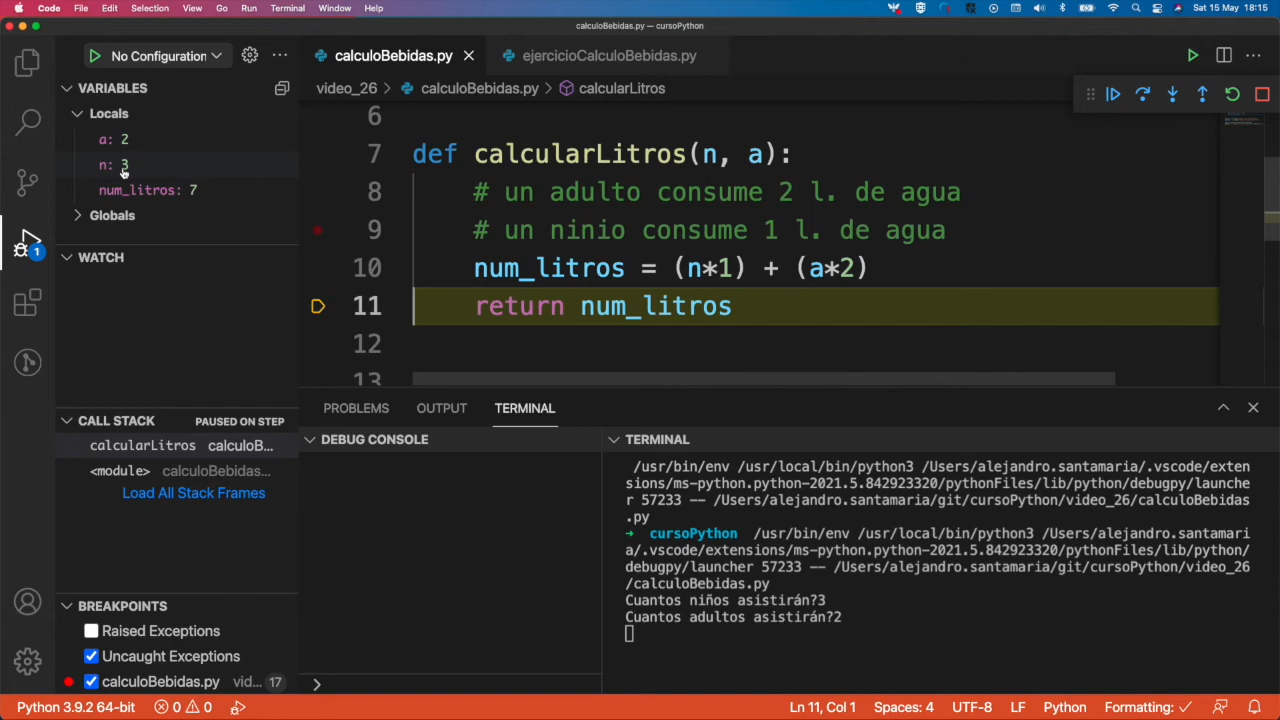 Code File Edit Selection View Go Run Terminal Window Help Sat 15 May 18:15
calculoBebidas.py — cursoPython
No Configuration
calculoBebidas.py ejercicioCalculoBebidas.py
video_26 > calculoBebidas.py > calcularLitros
VARIABLES
Locals
a: 2
n: 3
num_litros: 7
Globals
WATCH
CALL STACK PAUSED ON STEP
calcularLitros calculoB...
<module> calculoBebidas...
Load All Stack Frames
BREAKPOINTS
Raised Exceptions
Uncaught Exceptions
calculoBebidas.py vid... 17
6
7 def calcularLitros(n, a):
8 # un adulto consume 2 l. de agua
9 # un ninio consume 1 l. de agua
10 num_litros = (n*1) + (a*2)
11 return num_litros
12
13
PROBLEMS OUTPUT TERMINAL
DEBUG CONSOLE
TERMINAL
/usr/bin/env /usr/local/bin/python3 /Users/alejandro.santamaria/.vscode/exten
sions/ms-python.python-2021.5.842923320/pythonFiles/lib/python/debugpy/launche
r 57233 -- /Users/alejandro.santamaria/git/cursoPython/video_26/calculoBebidas
.py
→ cursoPython /usr/bin/env /usr/local/bin/python3 /Users/alejandro.santamari
a/.vscode/extensions/ms-python.python-2021.5.842923320/pythonFiles/lib/python/
debugpy/launcher 57233 -- /Users/alejandro.santamaria/git/cursoPython/video_26
/calculoBebidas.py
Cuantos niños asistirán?3
Cuantos adultos asistirán?2
1
Python 3.9.2 64-bit 0 0 Ln 11, Col 1 Spaces: 4 UTF-8 LF Python Formatting: ✓